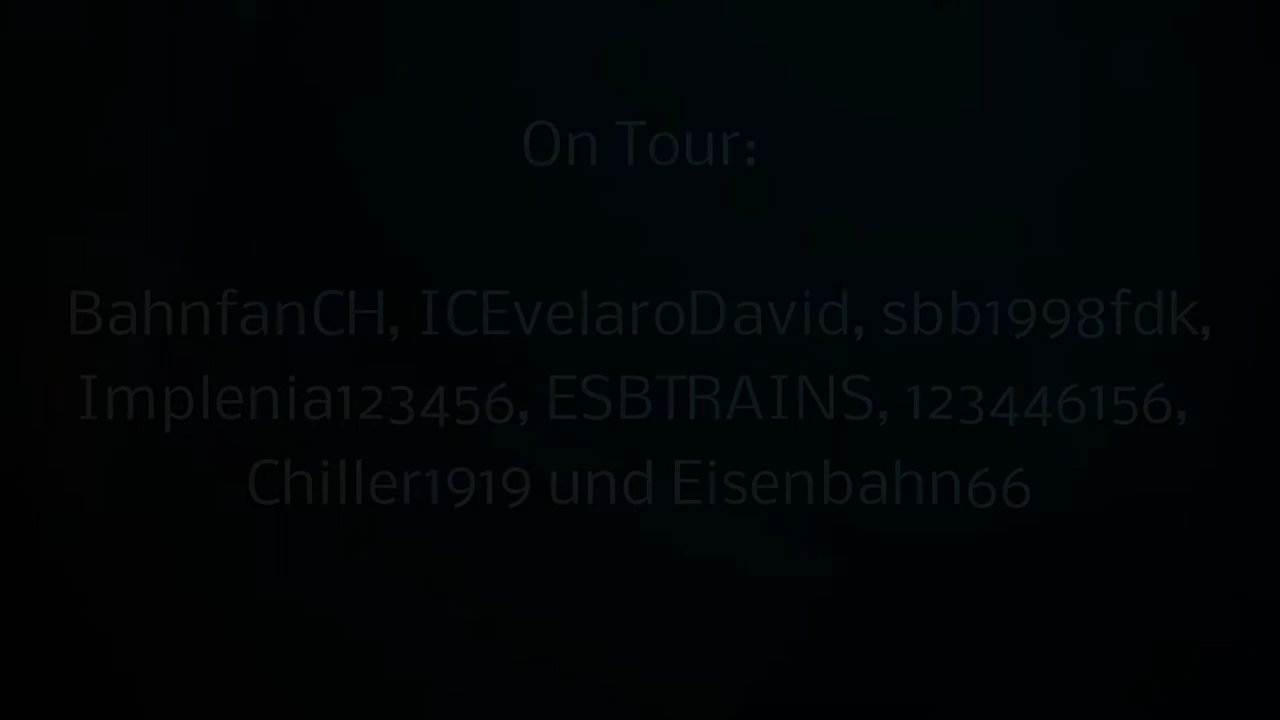 On Tour:
BahnfanCH, ICEvelaroDavid, sbb1998fdk,
Implenia123456, ESBTRAINS, 123446156,
Chiller1919 und Eisenbahn66